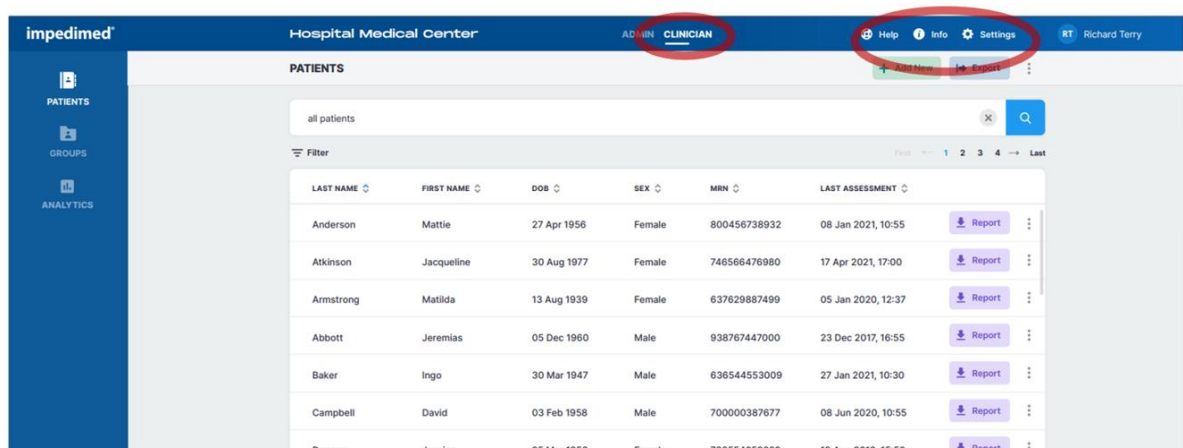 impedimed®
Hospital Medical Center
ADMIN CLINICIAN
Help Info Settings
RT Richard Terry
PATIENTS
GROUPS
ANALYTICS
PATIENTS
+ Add New Export
all patients
Filter
First ← 1 2 3 4 → Last
LAST NAME FIRST NAME DOB SEX MRN LAST ASSESSMENT
Anderson Mattie 27 Apr 1956 Female 800456738932 08 Jan 2021, 10:55 Report
Atkinson Jacqueline 30 Aug 1977 Female 746566476980 17 Apr 2021, 17:00 Report
Armstrong Matilda 13 Aug 1939 Female 637629887499 05 Jan 2020, 12:37 Report
Abbott Jeremias 05 Dec 1960 Male 938767447000 23 Dec 2017, 16:55 Report
Baker Ingo 30 Mar 1947 Male 636544553009 27 Jan 2021, 10:30 Report
Campbell David 03 Feb 1958 Male 700000387677 08 Jun 2020, 10:55 Report
Report